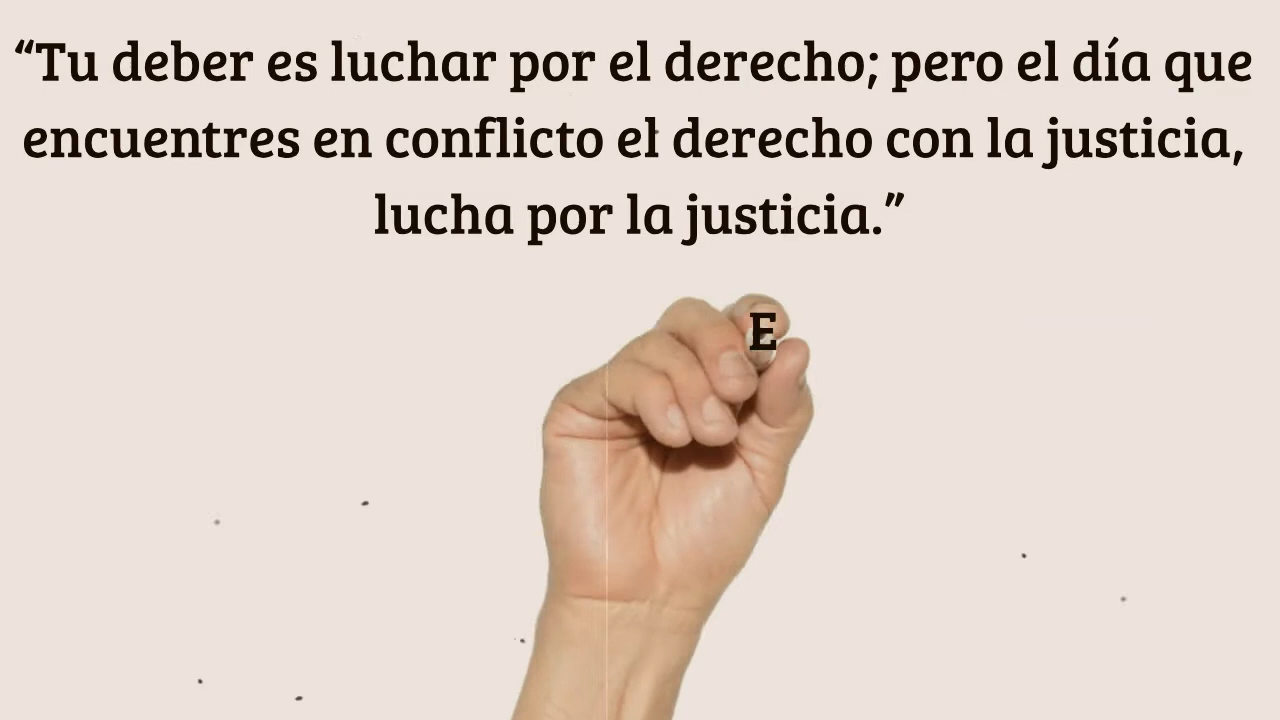 “Tu deber es luchar por el derecho; pero el día que
encuentres en conflicto el derecho con la justicia,
lucha por la justicia.”
E